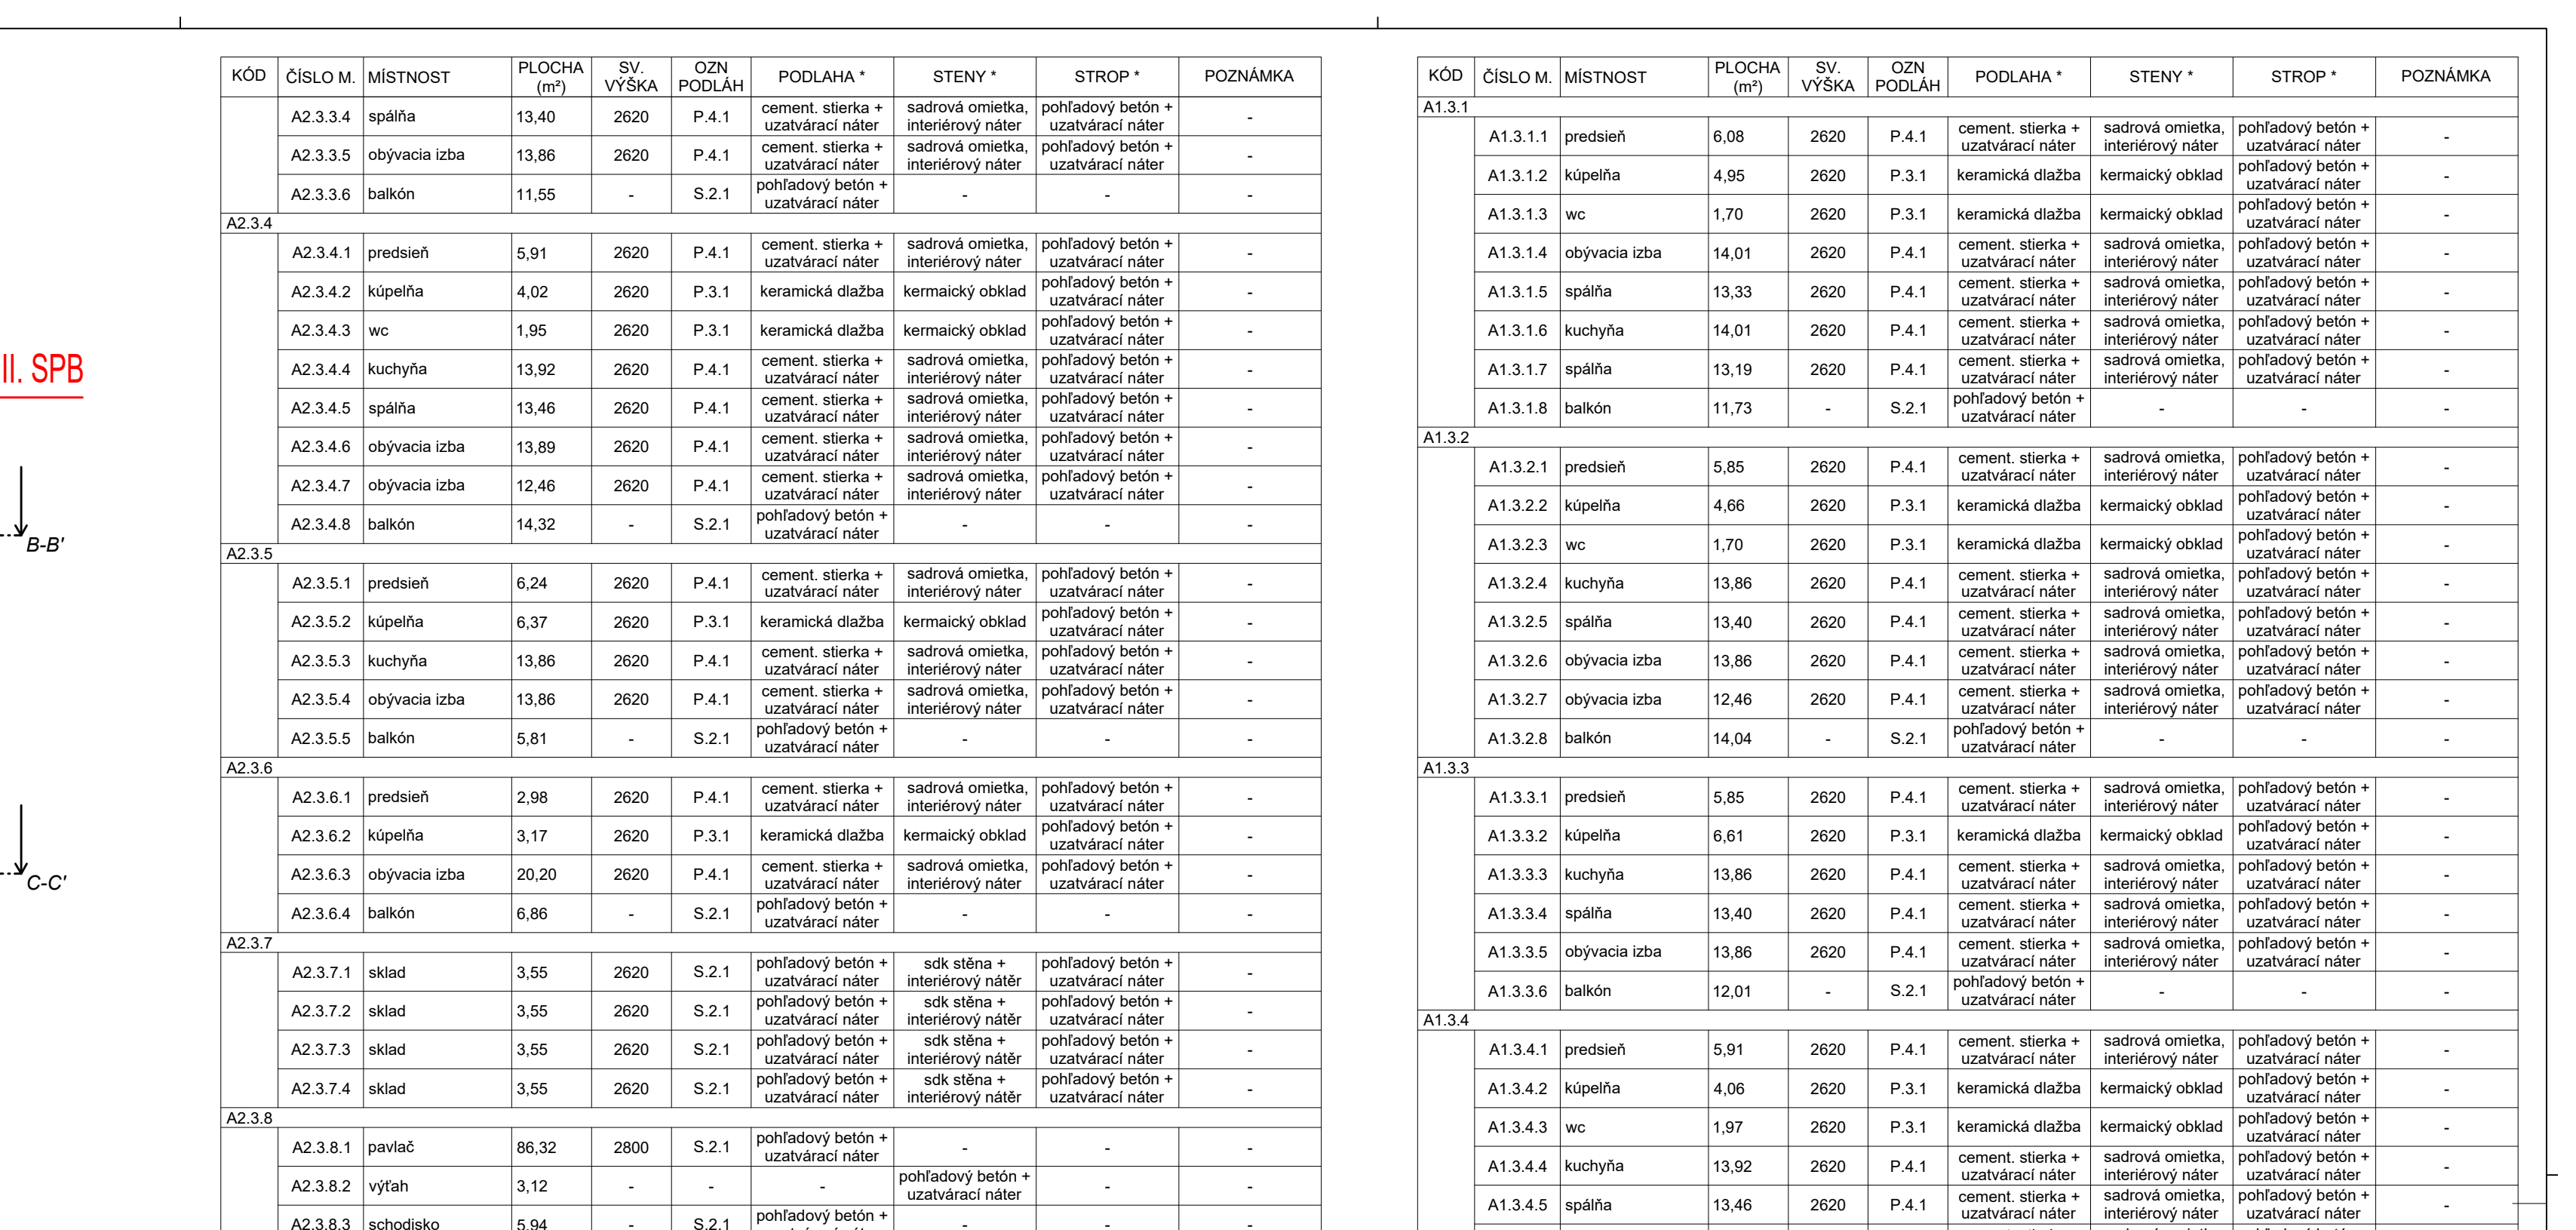 II. SPB
B-B'
C-C'
KÓD ČÍSLO M. MÍSTNOST PLOCHA (m²) SV. VÝŠKA OZN PODLÁH PODLAHA * STENY * STROP * POZNÁMKA
A2.3.3.4 spálňa 13,40 2620 P.4.1 cement. stierka + uzatvárací náter sadrová omietka, interiérový náter pohľadový betón + uzatvárací náter -
A2.3.3.5 obývacia izba 13,86 2620 P.4.1 cement. stierka + uzatvárací náter sadrová omietka, interiérový náter pohľadový betón + uzatvárací náter -
A2.3.3.6 balkón 11,55 - S.2.1 pohľadový betón + uzatvárací náter - - -
A2.3.4
A2.3.4.1 predsieň 5,91 2620 P.4.1 cement. stierka + uzatvárací náter sadrová omietka, interiérový náter pohľadový betón + uzatvárací náter -
A2.3.4.2 kúpelňa 4,02 2620 P.3.1 keramická dlažba kermaický obklad pohľadový betón + uzatvárací náter -
A2.3.4.3 wc 1,95 2620 P.3.1 keramická dlažba kermaický obklad pohľadový betón + uzatvárací náter -
A2.3.4.4 kuchyňa 13,92 2620 P.4.1 cement. stierka + uzatvárací náter sadrová omietka, interiérový náter pohľadový betón + uzatvárací náter -
A2.3.4.5 spálňa 13,46 2620 P.4.1 cement. stierka + uzatvárací náter sadrová omietka, interiérový náter pohľadový betón + uzatvárací náter -
A2.3.4.6 obývacia izba 13,89 2620 P.4.1 cement. stierka + uzatvárací náter sadrová omietka, interiérový náter pohľadový betón + uzatvárací náter -
A2.3.4.7 obývacia izba 12,46 2620 P.4.1 cement. stierka + uzatvárací náter sadrová omietka, interiérový náter pohľadový betón + uzatvárací náter -
A2.3.4.8 balkón 14,32 - S.2.1 pohľadový betón + uzatvárací náter - - -
A2.3.5
A2.3.5.1 predsieň 6,24 2620 P.4.1 cement. stierka + uzatvárací náter sadrová omietka, interiérový náter pohľadový betón + uzatvárací náter -
A2.3.5.2 kúpelňa 6,37 2620 P.3.1 keramická dlažba kermaický obklad pohľadový betón + uzatvárací náter -
A2.3.5.3 kuchyňa 13,86 2620 P.4.1 cement. stierka + uzatvárací náter sadrová omietka, interiérový náter pohľadový betón + uzatvárací náter -
A2.3.5.4 obývacia izba 13,86 2620 P.4.1 cement. stierka + uzatvárací náter sadrová omietka, interiérový náter pohľadový betón + uzatvárací náter -
A2.3.5.5 balkón 5,81 - S.2.1 pohľadový betón + uzatvárací náter - - -
A2.3.6
A2.3.6.1 predsieň 2,98 2620 P.4.1 cement. stierka + uzatvárací náter sadrová omietka, interiérový náter pohľadový betón + uzatvárací náter -
A2.3.6.2 kúpelňa 3,17 2620 P.3.1 keramická dlažba kermaický obklad pohľadový betón + uzatvárací náter -
A2.3.6.3 obývacia izba 20,20 2620 P.4.1 cement. stierka + uzatvárací náter sadrová omietka, interiérový náter pohľadový betón + uzatvárací náter -
A2.3.6.4 balkón 6,86 - S.2.1 pohľadový betón + uzatvárací náter - - -
A2.3.7
A2.3.7.1 sklad 3,55 2620 S.2.1 pohľadový betón + uzatvárací náter sdk stěna + interiérový nátěr pohľadový betón + uzatvárací náter -
A2.3.7.2 sklad 3,55 2620 S.2.1 pohľadový betón + uzatvárací náter sdk stěna + interiérový nátěr pohľadový betón + uzatvárací náter -
A2.3.7.3 sklad 3,55 2620 S.2.1 pohľadový betón + uzatvárací náter sdk stěna + interiérový nátěr pohľadový betón + uzatvárací náter -
A2.3.7.4 sklad 3,55 2620 S.2.1 pohľadový betón + uzatvárací náter sdk stěna + interiérový nátěr pohľadový betón + uzatvárací náter -
A2.3.8
A2.3.8.1 pavlač 86,32 2800 S.2.1 pohľadový betón + uzatvárací náter - - -
A2.3.8.2 výťah 3,12 - - - pohľadový betón + uzatvárací náter - -
A2.3.8.3 schodisko 5,94 - S.2.1 pohľadový betón + - - -
KÓD ČÍSLO M. MÍSTNOST PLOCHA (m²) SV. VÝŠKA OZN PODLÁH PODLAHA * STENY * STROP * POZNÁMKA
A1.3.1
A1.3.1.1 predsieň 6,08 2620 P.4.1 cement. stierka + uzatvárací náter sadrová omietka, interiérový náter pohľadový betón + uzatvárací náter -
A1.3.1.2 kúpelňa 4,95 2620 P.3.1 keramická dlažba kermaický obklad pohľadový betón + uzatvárací náter -
A1.3.1.3 wc 1,70 2620 P.3.1 keramická dlažba kermaický obklad pohľadový betón + uzatvárací náter -
A1.3.1.4 obývacia izba 14,01 2620 P.4.1 cement. stierka + uzatvárací náter sadrová omietka, interiérový náter pohľadový betón + uzatvárací náter -
A1.3.1.5 spálňa 13,33 2620 P.4.1 cement. stierka + uzatvárací náter sadrová omietka, interiérový náter pohľadový betón + uzatvárací náter -
A1.3.1.6 kuchyňa 14,01 2620 P.4.1 cement. stierka + uzatvárací náter sadrová omietka, interiérový náter pohľadový betón + uzatvárací náter -
A1.3.1.7 spálňa 13,19 2620 P.4.1 cement. stierka + uzatvárací náter sadrová omietka, interiérový náter pohľadový betón + uzatvárací náter -
A1.3.1.8 balkón 11,73 - S.2.1 pohľadový betón + uzatvárací náter - - -
A1.3.2
A1.3.2.1 predsieň 5,85 2620 P.4.1 cement. stierka + uzatvárací náter sadrová omietka, interiérový náter pohľadový betón + uzatvárací náter -
A1.3.2.2 kúpelňa 4,66 2620 P.3.1 keramická dlažba kermaický obklad pohľadový betón + uzatvárací náter -
A1.3.2.3 wc 1,70 2620 P.3.1 keramická dlažba kermaický obklad pohľadový betón + uzatvárací náter -
A1.3.2.4 kuchyňa 13,86 2620 P.4.1 cement. stierka + uzatvárací náter sadrová omietka, interiérový náter pohľadový betón + uzatvárací náter -
A1.3.2.5 spálňa 13,40 2620 P.4.1 cement. stierka + uzatvárací náter sadrová omietka, interiérový náter pohľadový betón + uzatvárací náter -
A1.3.2.6 obývacia izba 13,86 2620 P.4.1 cement. stierka + uzatvárací náter sadrová omietka, interiérový náter pohľadový betón + uzatvárací náter -
A1.3.2.7 obývacia izba 12,46 2620 P.4.1 cement. stierka + uzatvárací náter sadrová omietka, interiérový náter pohľadový betón + uzatvárací náter -
A1.3.2.8 balkón 14,04 - S.2.1 pohľadový betón + uzatvárací náter - - -
A1.3.3
A1.3.3.1 predsieň 5,85 2620 P.4.1 cement. stierka + uzatvárací náter sadrová omietka, interiérový náter pohľadový betón + uzatvárací náter -
A1.3.3.2 kúpelňa 6,61 2620 P.3.1 keramická dlažba kermaický obklad pohľadový betón + uzatvárací náter -
A1.3.3.3 kuchyňa 13,86 2620 P.4.1 cement. stierka + uzatvárací náter sadrová omietka, interiérový náter pohľadový betón + uzatvárací náter -
A1.3.3.4 spálňa 13,40 2620 P.4.1 cement. stierka + uzatvárací náter sadrová omietka, interiérový náter pohľadový betón + uzatvárací náter -
A1.3.3.5 obývacia izba 13,86 2620 P.4.1 cement. stierka + uzatvárací náter sadrová omietka, interiérový náter pohľadový betón + uzatvárací náter -
A1.3.3.6 balkón 12,01 - S.2.1 pohľadový betón + uzatvárací náter - - -
A1.3.4
A1.3.4.1 predsieň 5,91 2620 P.4.1 cement. stierka + uzatvárací náter sadrová omietka, interiérový náter pohľadový betón + uzatvárací náter -
A1.3.4.2 kúpelňa 4,06 2620 P.3.1 keramická dlažba kermaický obklad pohľadový betón + uzatvárací náter -
A1.3.4.3 wc 1,97 2620 P.3.1 keramická dlažba kermaický obklad pohľadový betón + uzatvárací náter -
A1.3.4.4 kuchyňa 13,92 2620 P.4.1 cement. stierka + uzatvárací náter sadrová omietka, interiérový náter pohľadový betón + uzatvárací náter -
A1.3.4.5 spálňa 13,46 2620 P.4.1 cement. stierka + uzatvárací náter sadrová omietka, interiérový náter pohľadový betón + uzatvárací náter -